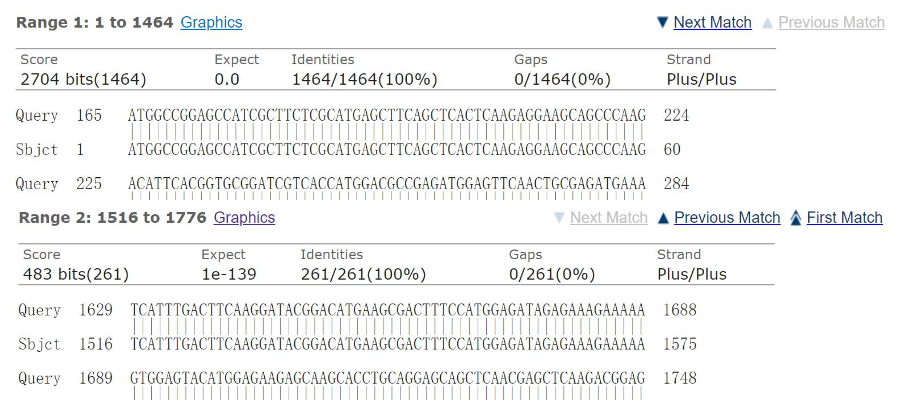 Range 1: 1 to 1464 Graphics Next Match Previous Match
Score Expect Identities Gaps Strand
2704 bits(1464) 0.0 1464/1464(100%) 0/1464(0%) Plus/Plus
Query 165 ATGGCCGGAGCCATCGCTTCTCGCATGAGCTTCAGCTCACTCAAGAGGAAGCAGCCCAAG 224
Sbjct 1 ATGGCCGGAGCCATCGCTTCTCGCATGAGCTTCAGCTCACTCAAGAGGAAGCAGCCCAAG 60
Query 225 ACATTCACGGTGCGGATCGTCACCATGGACGCCGAGATGGAGTTCAACTGCGAGATGAAA 284
Range 2: 1516 to 1776 Graphics Next Match Previous Match First Match
Score Expect Identities Gaps Strand
483 bits(261) 1e-139 261/261(100%) 0/261(0%) Plus/Plus
Query 1629 TCATTTGACTTCAAGGATACGGACATGAAGCGACTTTCCATGGAGATAGAGAAAGAAAAA 1688
Sbjct 1516 TCATTTGACTTCAAGGATACGGACATGAAGCGACTTTCCATGGAGATAGAGAAAGAAAAA 1575
Query 1689 GTGGAGTACATGGAGAAGAGCAAGCACCTGCAGGAGCAGCTCAACGAGCTCAAGACGGAG 1748